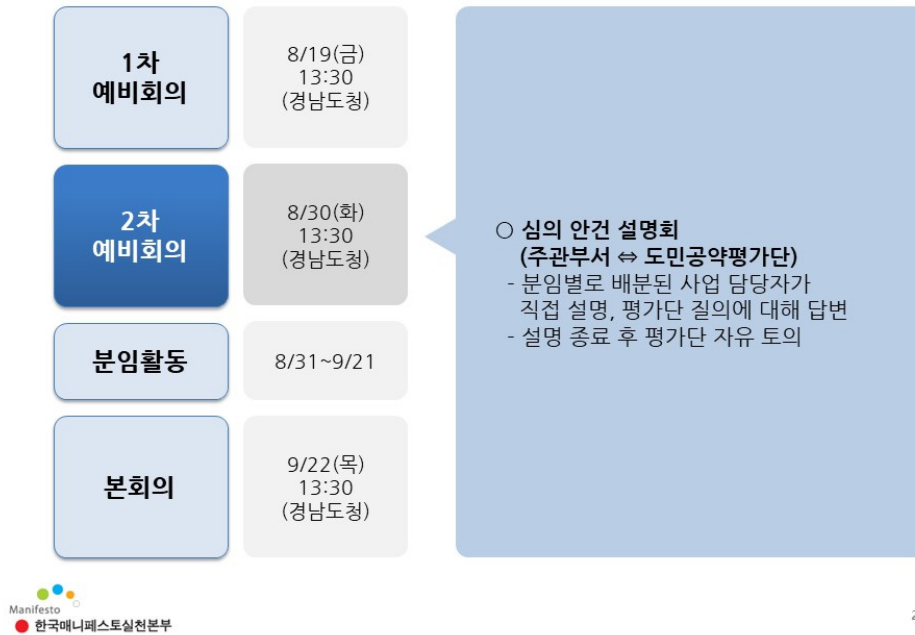 1차
예비회의
8/19(금)
13:30
(경남도청)
2차
예비회의
8/30(화)
13:30
(경남도청)
○ 심의 안건 설명회
(주관부서 ⇔ 도민공약평가단)
- 분임별로 배분된 사업 담당자가
직접 설명, 평가단 질의에 대해 답변
- 설명 종료 후 평가단 자유 토의
분임활동
8/31~9/21
본회의
9/22(목)
13:30
(경남도청)
Manifesto
한국매니페스토실천본부